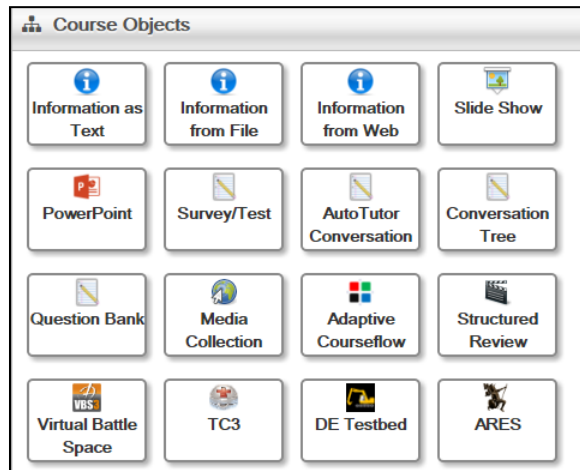 Course Objects
Information as
Text
Information
from File
Information
from Web
Slide Show
PowerPoint
Survey/Test
AutoTutor
Conversation
Conversation
Tree
Question Bank
Media
Collection
Adaptive
Courseflow
Structured
Review
VBS3
Virtual Battle
Space
TC3
DE Testbed
ARES